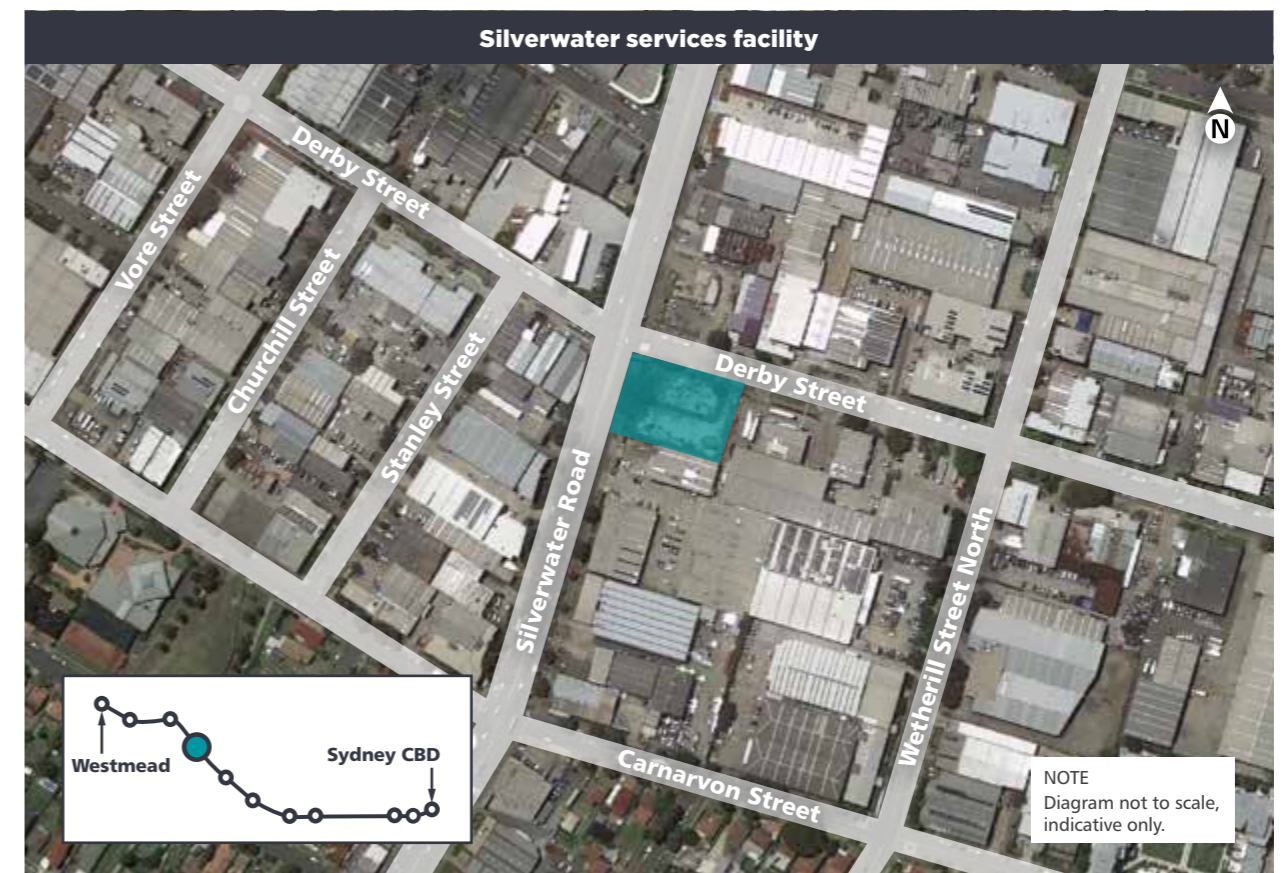 Silverwater services facility
N
Derby Street
Vore Street
Churchill Street
Stanley Street
Derby Street
Silverwater Road
Wetherill Street North
Carnarvon Street
Westmead
Sydney CBD
NOTE
Diagram not to scale,
indicative only.